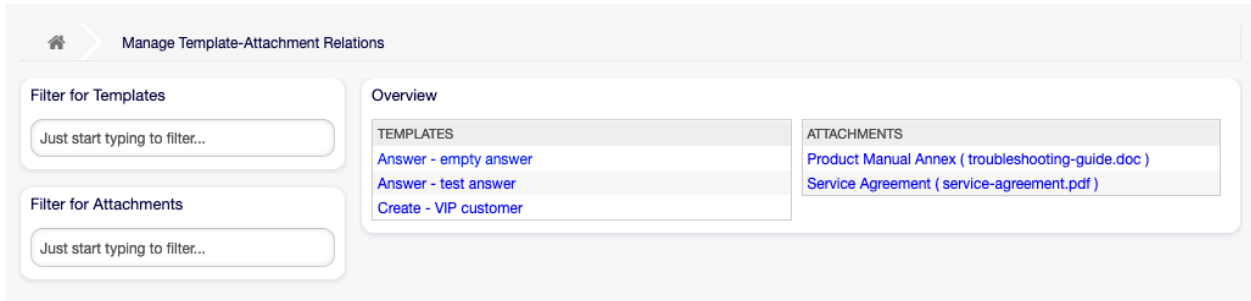 Manage Template-Attachment Relations
Filter for Templates
Just start typing to filter...
Filter for Attachments
Just start typing to filter...
Overview
TEMPLATES
Answer - empty answer
Answer - test answer
Create - VIP customer
ATTACHMENTS
Product Manual Annex ( troubleshooting-guide.doc )
Service Agreement ( service-agreement.pdf )